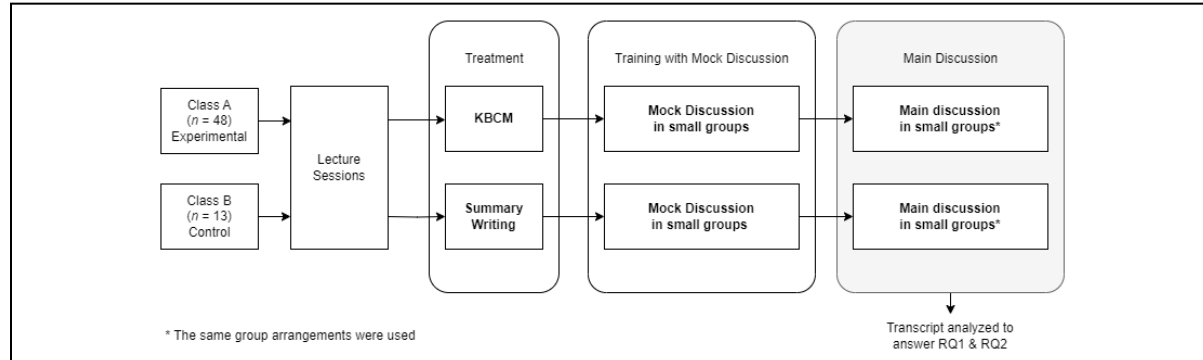 Treatment
Training with Mock Discussion
Main Discussion
Class A
(n = 48)
Experimental
Lecture
Sessions
KBCM
Mock Discussion
in small groups
Main discussion
in small groups*
Class B
(n = 13)
Control
Summary
Writing
Mock Discussion
in small groups
Main discussion
in small groups*
* The same group arrangements were used
Transcript analyzed to
answer RQ1 & RQ2